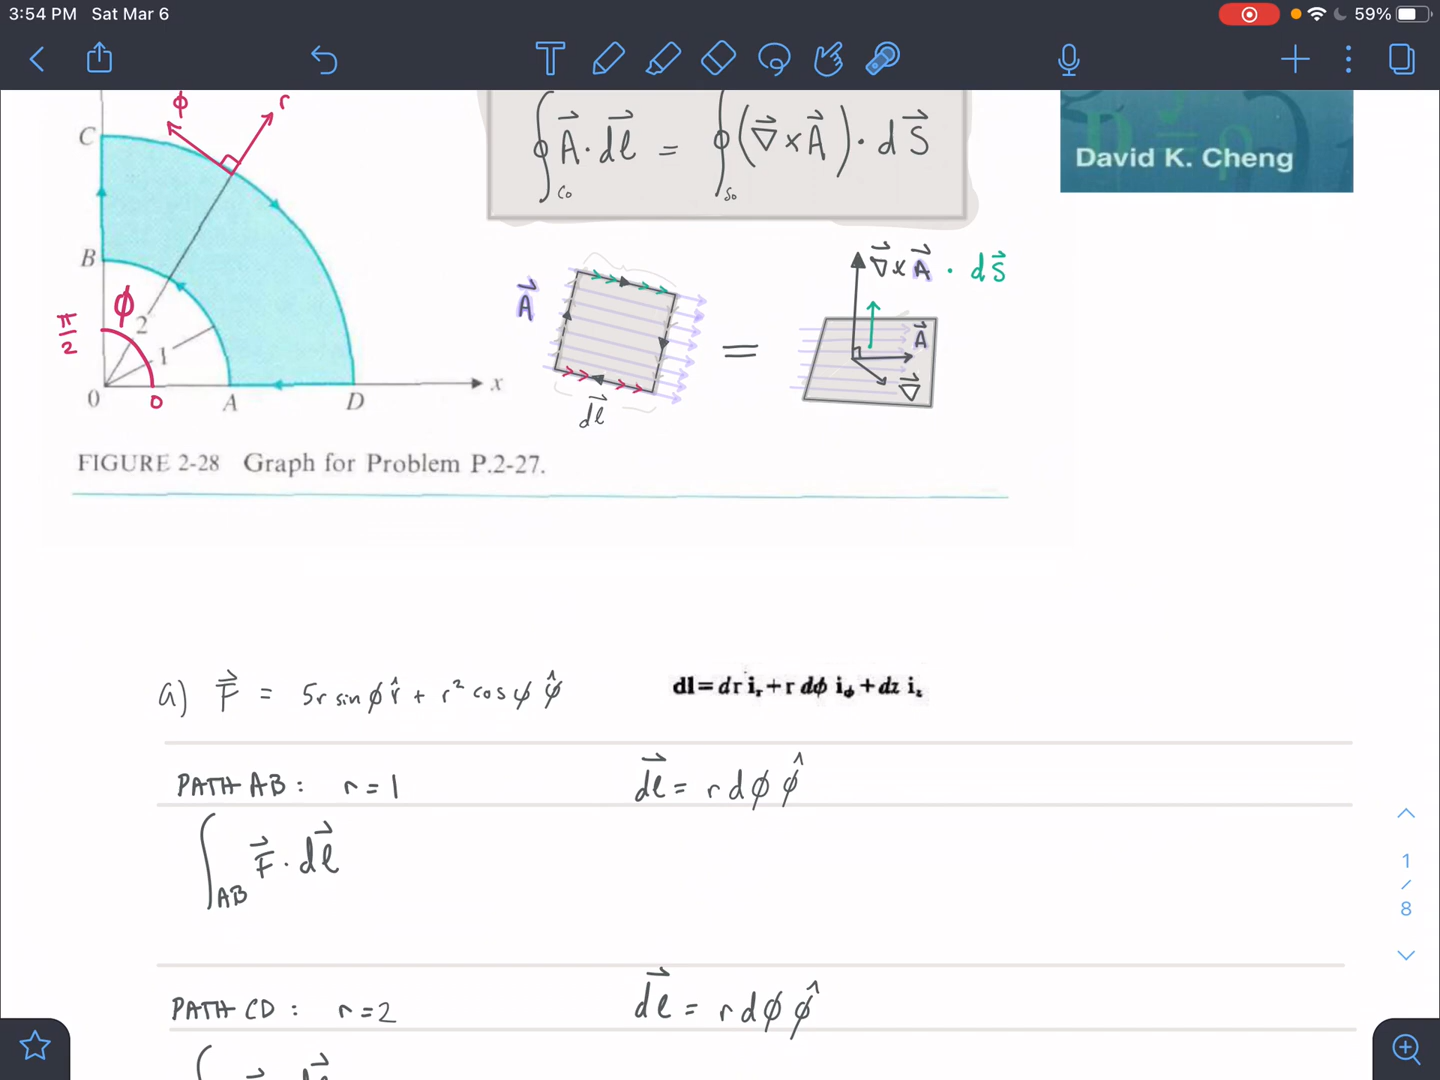 3:54 PM Sat Mar 6
59%
T
ϕ
r
C
B
π/2
ϕ
2
1
0
0
A
D
x
∮_{C₀} A⃗ · dl⃗ = ∮_{S₀} (∇⃗ × A⃗) · dS⃗
David K. Cheng
A⃗
dl⃗
=
∇⃗ × A⃗ · dS⃗
A⃗
∇⃗
FIGURE 2-28 Graph for Problem P.2-27.
a) F⃗ = 5r sin ϕ r̂ + r² cos ϕ ϕ̂
dl = dr i_r + r dϕ i_ϕ + dz i_z
PATH AB : r = 1
dl⃗ = r dϕ ϕ̂
∫_{AB} F⃗ · dl⃗
PATH CD : r = 2
dl⃗ = r dϕ ϕ̂
1
/
8